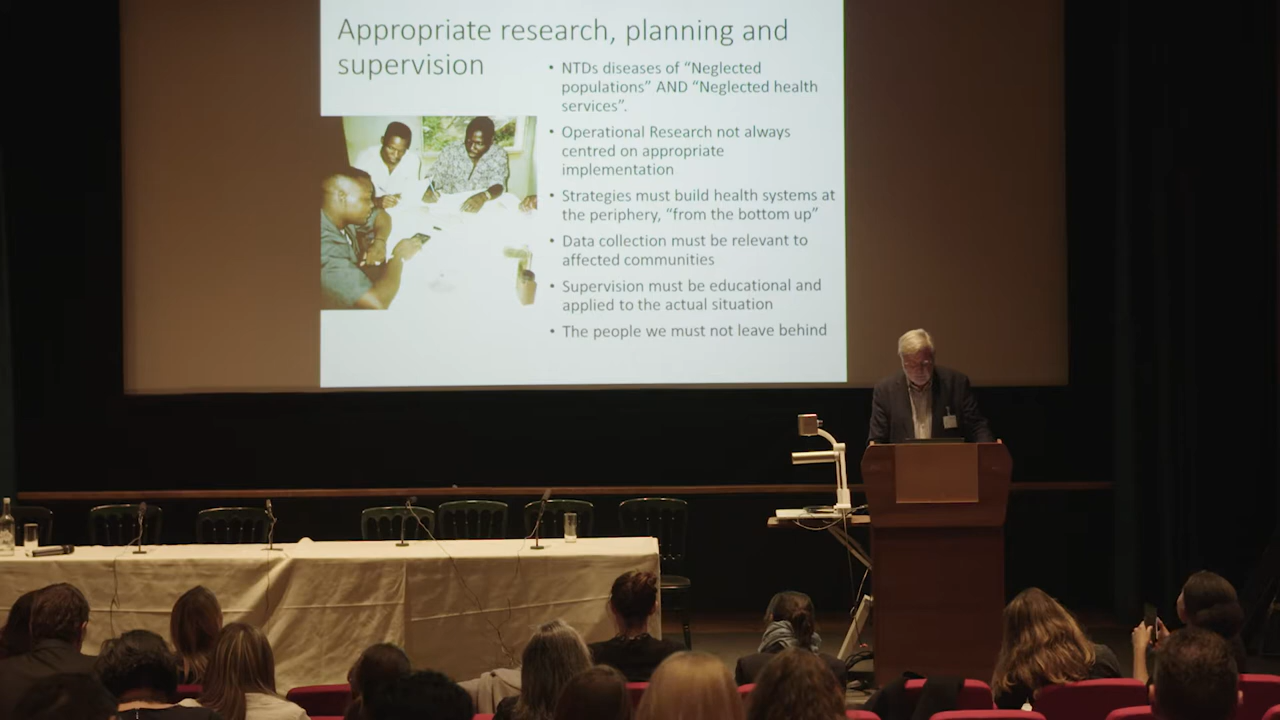 Appropriate research, planning and
supervision
• NTDs diseases of “Neglected
populations” AND “Neglected health
services”.
• Operational Research not always
centred on appropriate
implementation
• Strategies must build health systems at
the periphery, “from the bottom up”
• Data collection must be relevant to
affected communities
• Supervision must be educational and
applied to the actual situation
• The people we must not leave behind